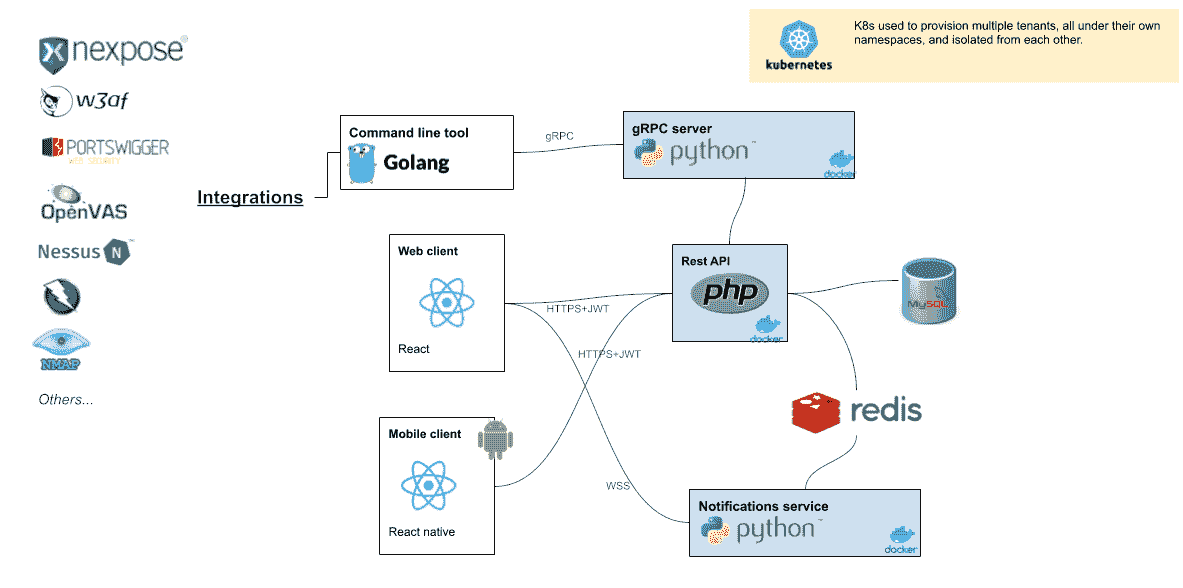 K8s used to provision multiple tenants, all under their own
namespaces, and isolated from each other.
kubernetes
nexpose
w3af
PORTSWIGGER
WEB SECURITY
OpenVAS
Nessus N
NMAP
Others...
Integrations
Command line tool
Golang
gRPC
gRPC server
python™
docker
Web client
React
HTTPS+JWT
HTTPS+JWT
WSS
Rest API
php
docker
MySQL
redis
Mobile client
React native
Notifications service
python™
docker